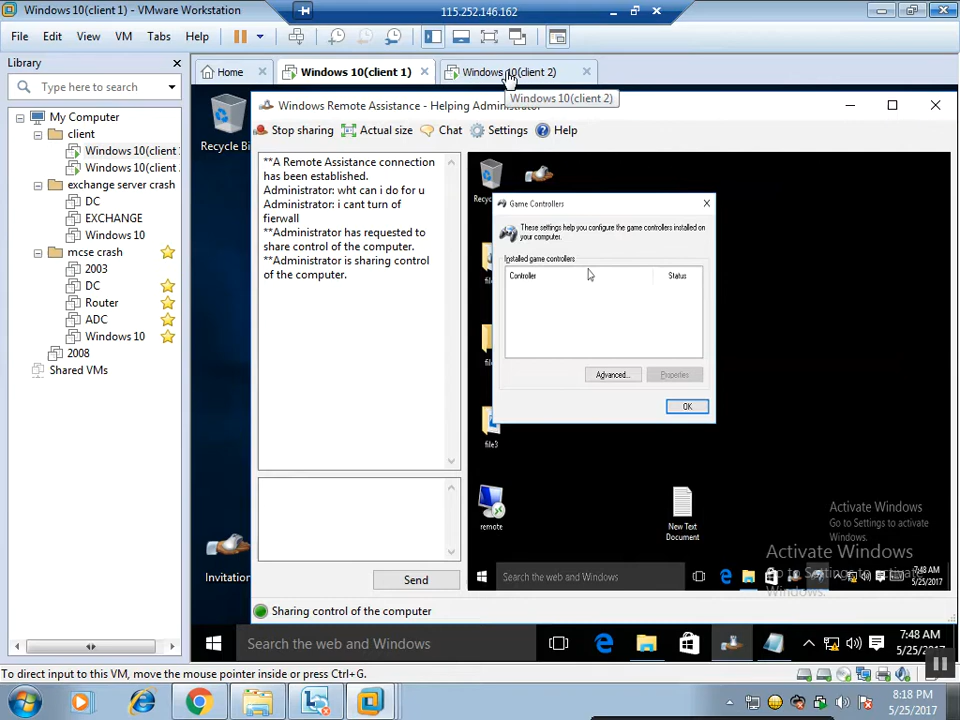 Windows 10(client 1) - VMware Workstation
115.252.146.162
File Edit View VM Tabs Help
Library
Type here to search
My Computer
client
Windows 10(client
Windows 10(client
exchange server crash
DC
EXCHANGE
Windows 10
mcse crash
2003
DC
Router
ADC
Windows 10
2008
Shared VMs
Home
Windows 10(client 1)
Windows 10(client 2)
Windows 10(client 2)
Windows Remote Assistance - Helping Administrator
Stop sharing Actual size Chat Settings Help
**A Remote Assistance connection
has been established.
Administrator: wht can i do for u
Administrator: i cant turn of
fierwall
**Administrator has requested to
share control of the computer.
**Administrator is sharing control
of the computer.
Send
Sharing control of the computer
Recycle Bi
Invitation
Recyc
Game Controllers
These settings help you configure the game controllers installed on
your computer.
Installed game controllers
Controller Status
Advanced... Properties
OK
file3
remote
New Text
Document
Activate Windows
Go to Settings to activate
Windows.
Activate Windows
Go to Settings to activate
Windows.
Search the web and Windows
7:48 AM
5/25/2017
Search the web and Windows
7:48 AM
5/25/2017
To direct input to this VM, move the mouse pointer inside or press Ctrl+G.
8:18 PM
5/25/2017